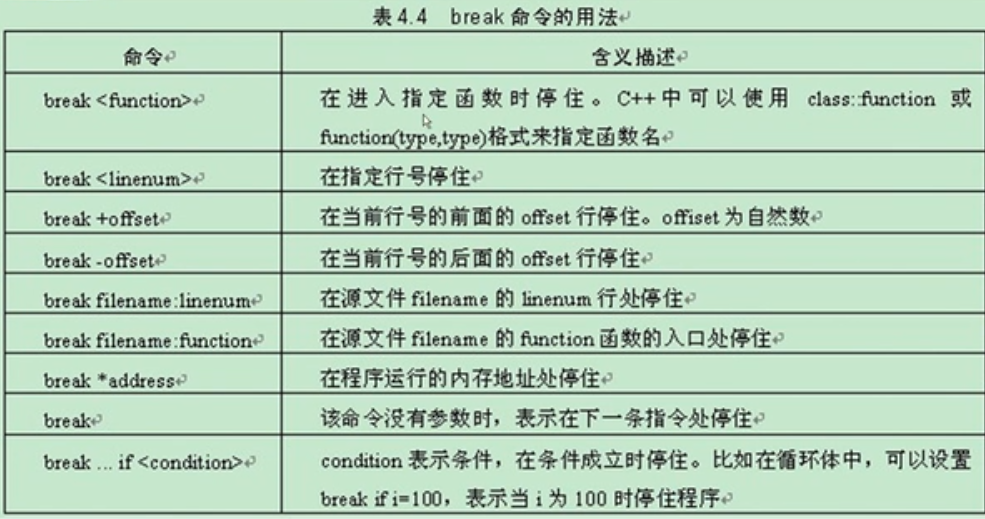 表 4.4 break 命令的用法
命令 含义描述
break <function> 在进入指定函数时停住。C++中可以使用 class::function 或
function(type,type)格式来指定函数名
break <linenum> 在指定行号停住
break +offset 在当前行号的前面的 offset 行停住。offiset 为自然数
break -offset 在当前行号的后面的 offset 行停住
break filename:linenum 在源文件 filename 的 linenum 行处停住
break filename:function 在源文件 filename 的 function 函数的入口处停住
break *address 在程序运行的内存地址处停住
break 该命令没有参数时，表示在下一条指令处停住
break ... if <condition> condition 表示条件，在条件成立时停住。比如在循环体中，可以设置
break if i=100，表示当 i 为 100 时停住程序